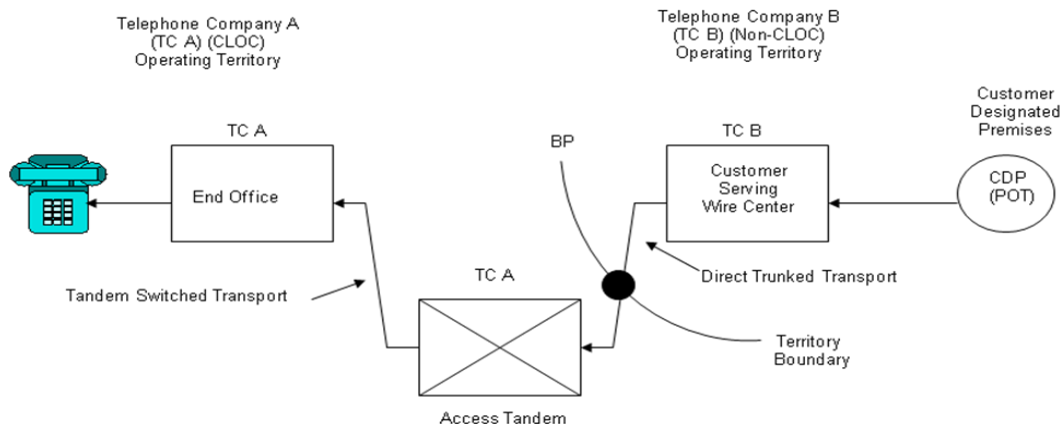 Telephone Company A
(TC A) (CLOC)
Operating Territory
Telephone Company B
(TC B) (Non-CLOC)
Operating Territory
Customer
Designated
Premises
TC A
BP
TC B
End Office
Customer
Serving
Wire Center
CDP
(POT)
Tandem Switched Transport
TC A
Direct Trunked Transport
Territory
Boundary
Access Tandem